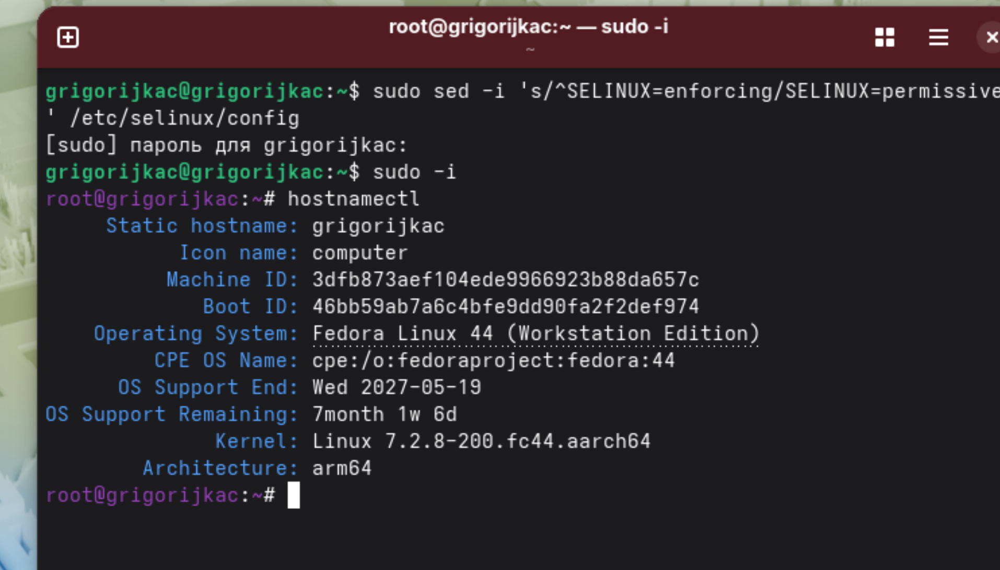 root@grigorijkac:~ — sudo -i
~
grigorijkac@grigorijkac:~$ sudo sed -i 's/^SELINUX=enforcing/SELINUX=permissive
' /etc/selinux/config
[sudo] пароль для grigorijkac:
grigorijkac@grigorijkac:~$ sudo -i
root@grigorijkac:~# hostnamectl
Static hostname: grigorijkac
Icon name: computer
Machine ID: 3dfb873aef104ede9966923b88da657c
Boot ID: 46bb59ab7a6c4bfe9dd90fa2f2def974
Operating System: Fedora Linux 44 (Workstation Edition)
CPE OS Name: cpe:/o:fedoraproject:fedora:44
OS Support End: Wed 2027-05-19
OS Support Remaining: 7month 1w 6d
Kernel: Linux 7.2.8-200.fc44.aarch64
Architecture: arm64
root@grigorijkac:~#